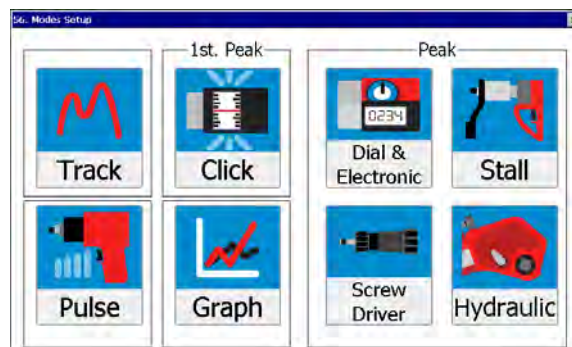 56. Modes Setup
1st. Peak
Peak
Track
Click
0234
Dial &
Electronic
Stall
Pulse
Graph
Screw
Driver
Hydraulic